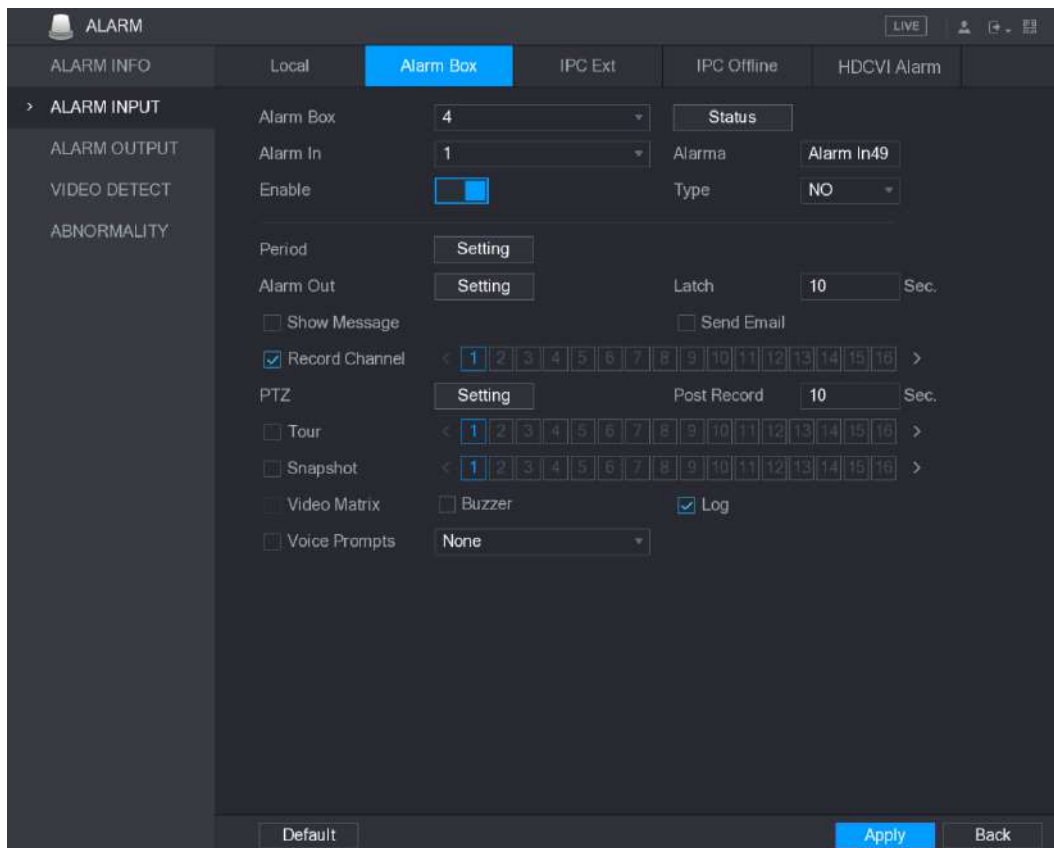 ALARM LIVE
ALARM INFO Local Alarm Box IPC Ext IPC Offline HDCVI Alarm
> ALARM INPUT
ALARM OUTPUT
VIDEO DETECT
ABNORMALITY
Alarm Box 4 Status
Alarm In 1 Alarma Alarm In49
Enable Type NO
Period Setting
Alarm Out Setting Latch 10 Sec.
Show Message Send Email
Record Channel < 1 2 3 4 5 6 7 8 9 10 11 12 13 14 15 16 >
PTZ Setting Post Record 10 Sec.
Tour < 1 2 3 4 5 6 7 8 9 10 11 12 13 14 15 16 >
Snapshot < 1 2 3 4 5 6 7 8 9 10 11 12 13 14 15 16 >
Video Matrix Buzzer Log
Voice Prompts None
Default Apply Back